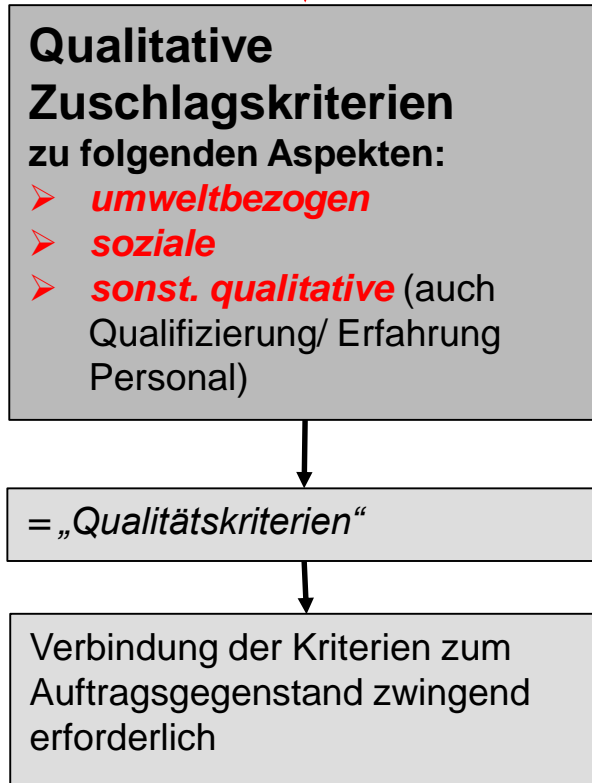 Qualitative
Zuschlagskriterien
zu folgenden Aspekten:
➢ umweltbezogen
➢ soziale
➢ sonst. qualitative (auch
Qualifizierung/ Erfahrung
Personal)
= „Qualitätskriterien“
Verbindung der Kriterien zum
Auftragsgegenstand zwingend
erforderlich